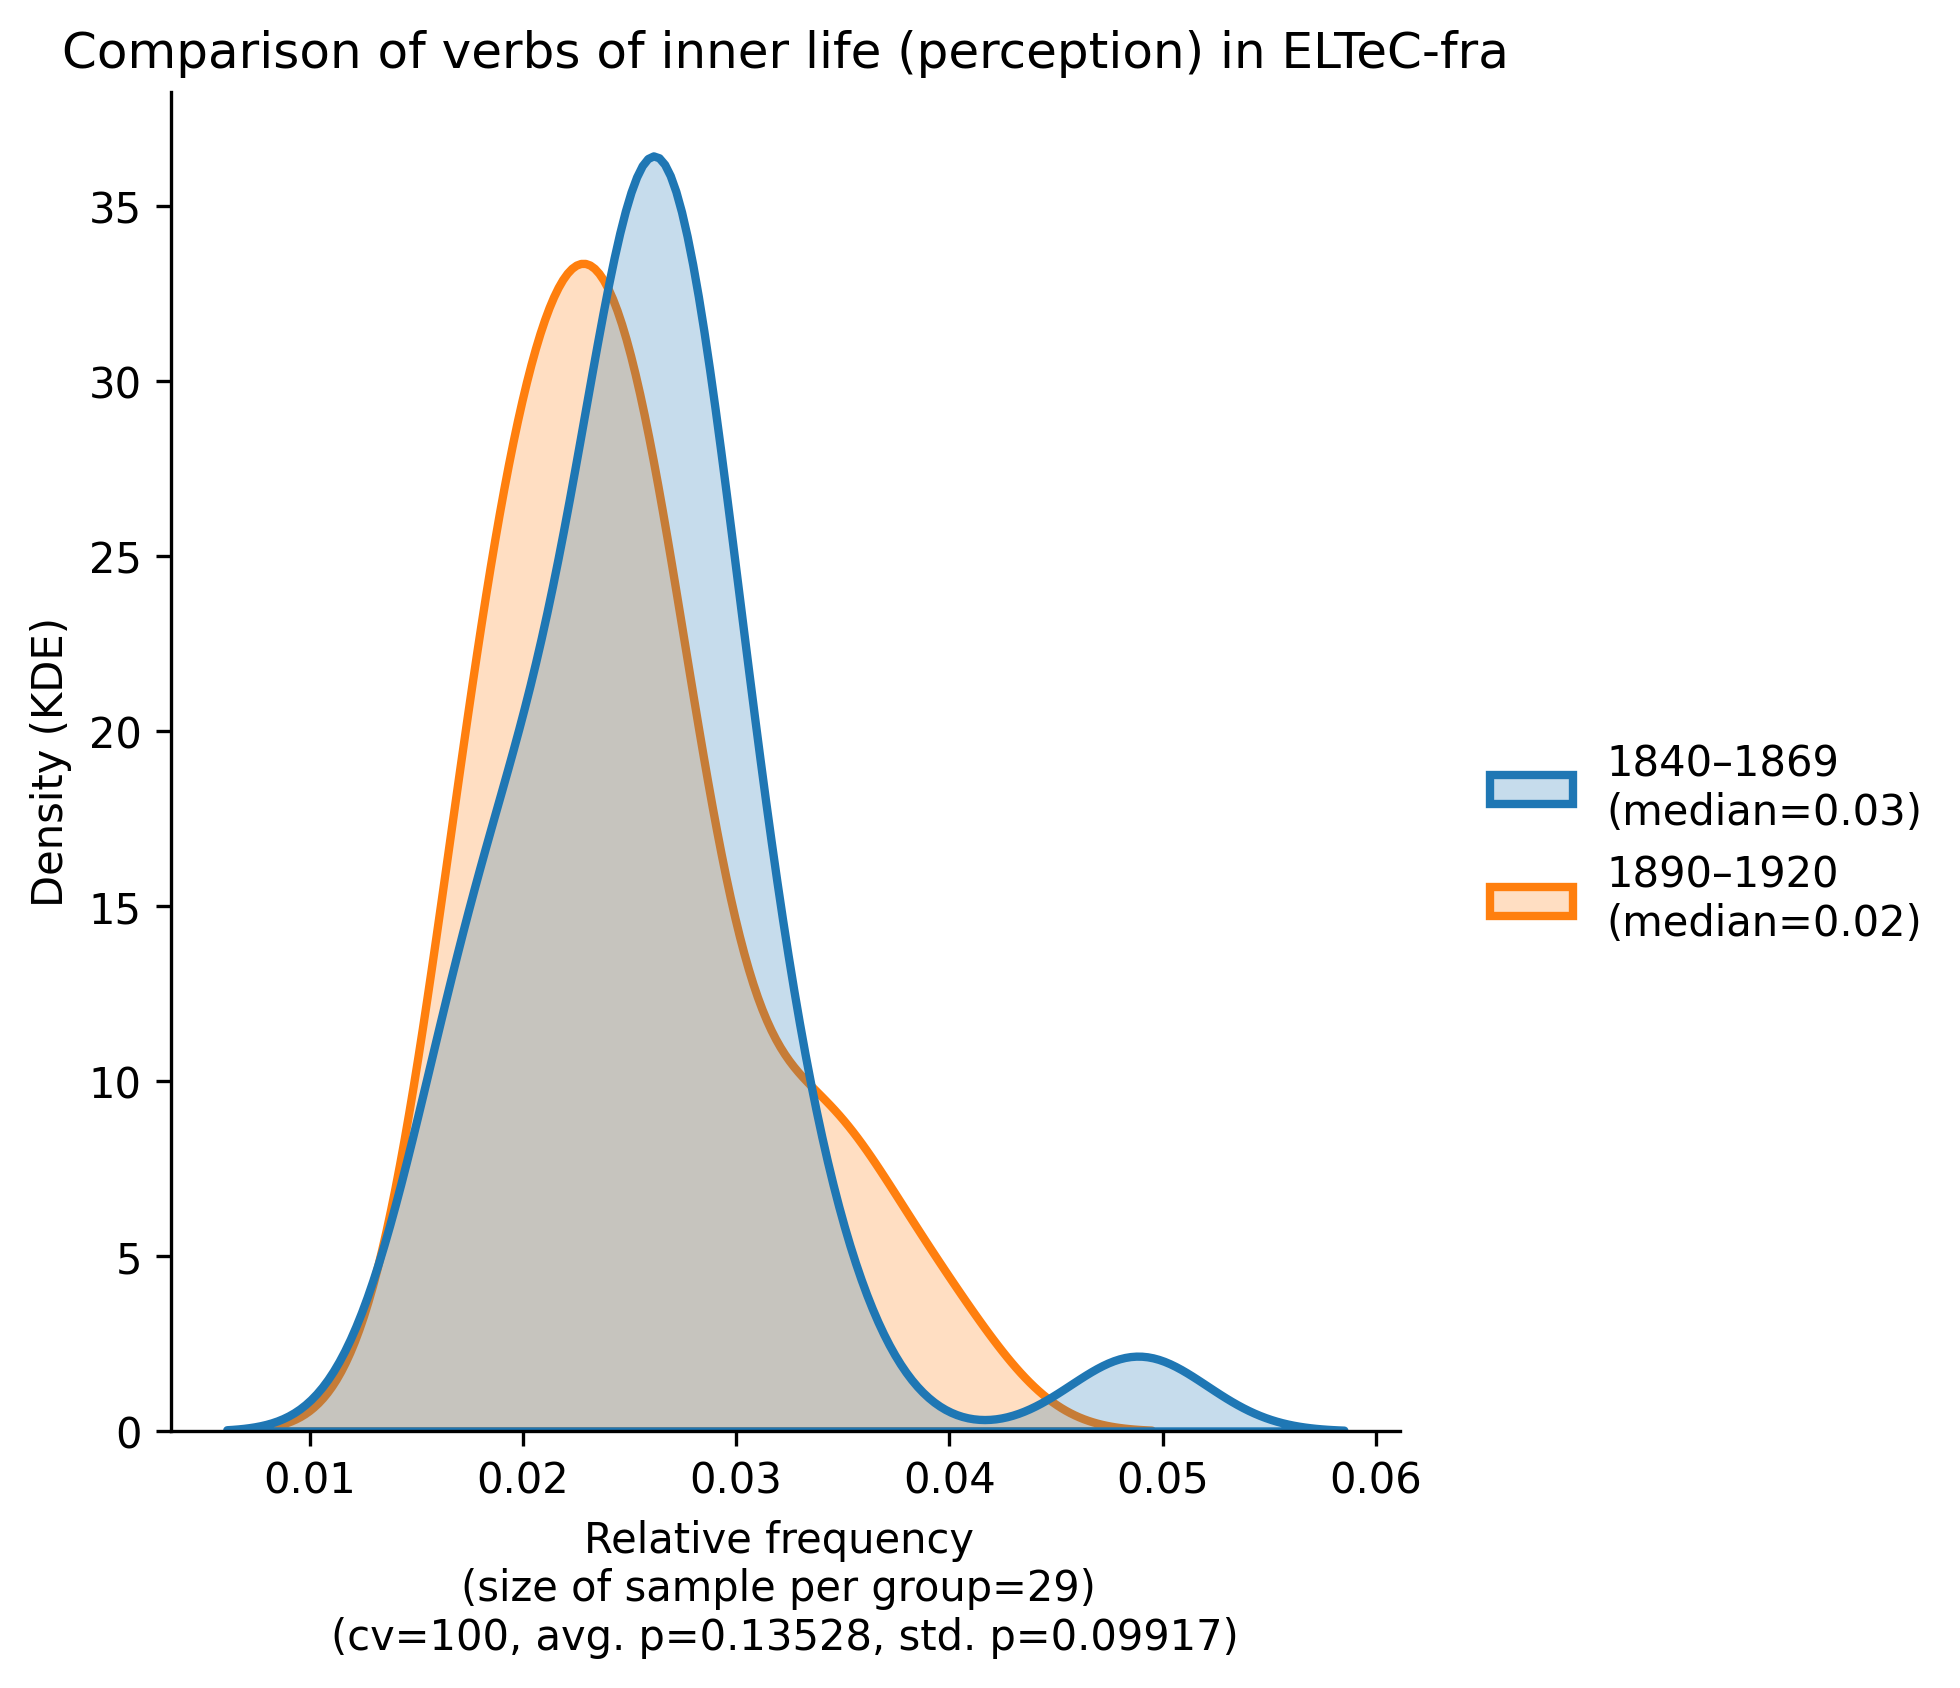 Comparison of verbs of inner life (perception) in ELTeC-fra
Density (KDE)
35
30
25
20
15
10
5
0
0.01 0.02 0.03 0.04 0.05 0.06
Relative frequency
(size of sample per group=29)
(cv=100, avg. p=0.13528, std. p=0.09917)
1840–1869
(median=0.03)
1890–1920
(median=0.02)